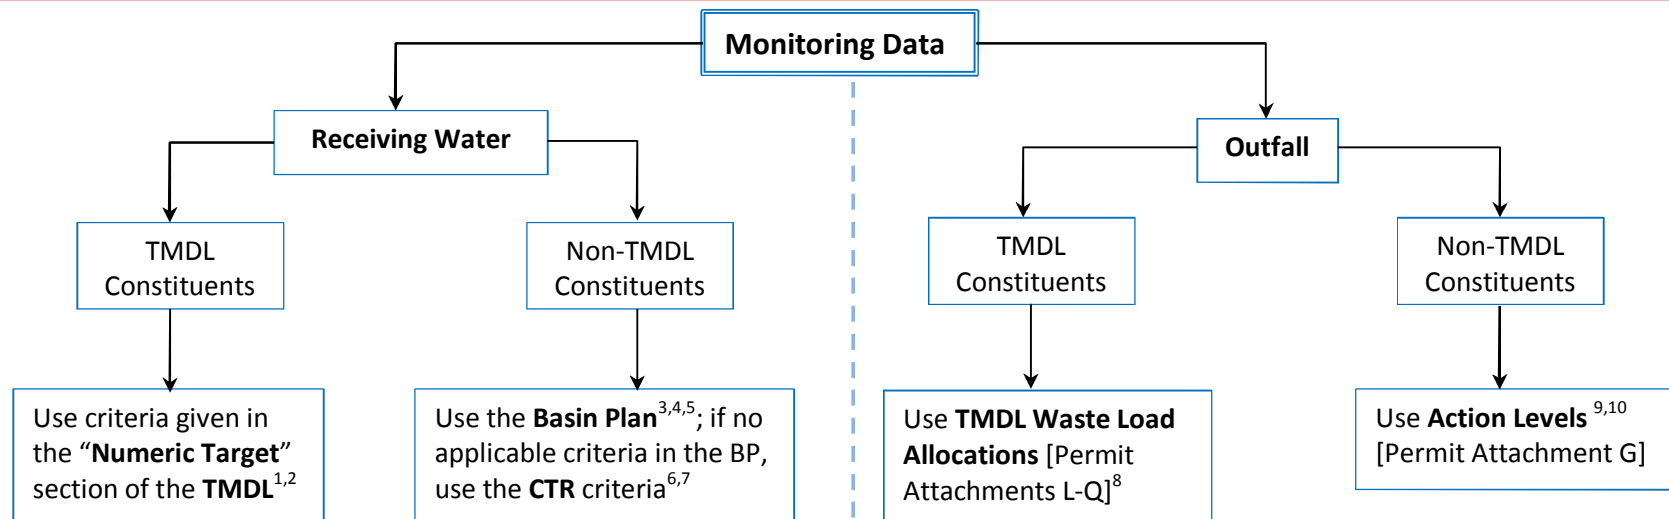 Monitoring Data
Receiving Water
Outfall
TMDL
Constituents
Non-TMDL
Constituents
TMDL
Constituents
Non-TMDL
Constituents
Use criteria given in
the “Numeric Target”
section of the TMDL1,2
Use the Basin Plan3,4,5; if no
applicable criteria in the BP,
use the CTR criteria6,7
Use TMDL Waste Load
Allocations [Permit
Attachments L-Q]8
Use Action Levels 9,10
[Permit Attachment G]